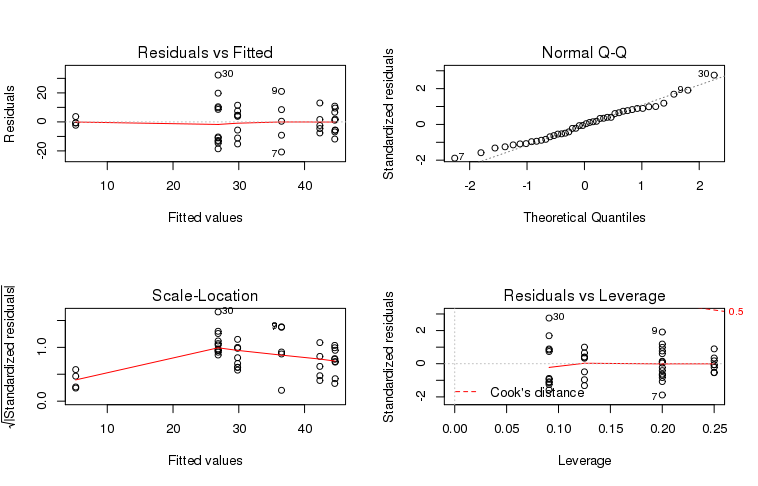 Residuals vs Fitted
Residuals
20
0
-20
30
9
7
10 20 30 40
Fitted values
Normal Q-Q
Standardized residuals
2
0
-2
30
9
7
-2 -1 0 1 2
Theoretical Quantiles
Scale-Location
√|Standardized residuals|
1.0
0.0
30
9
10 20 30 40
Fitted values
Residuals vs Leverage
Standardized residuals
2
0
-2
30
9
7
0.5
Cook's distance
0.00 0.05 0.10 0.15 0.20 0.25
Leverage